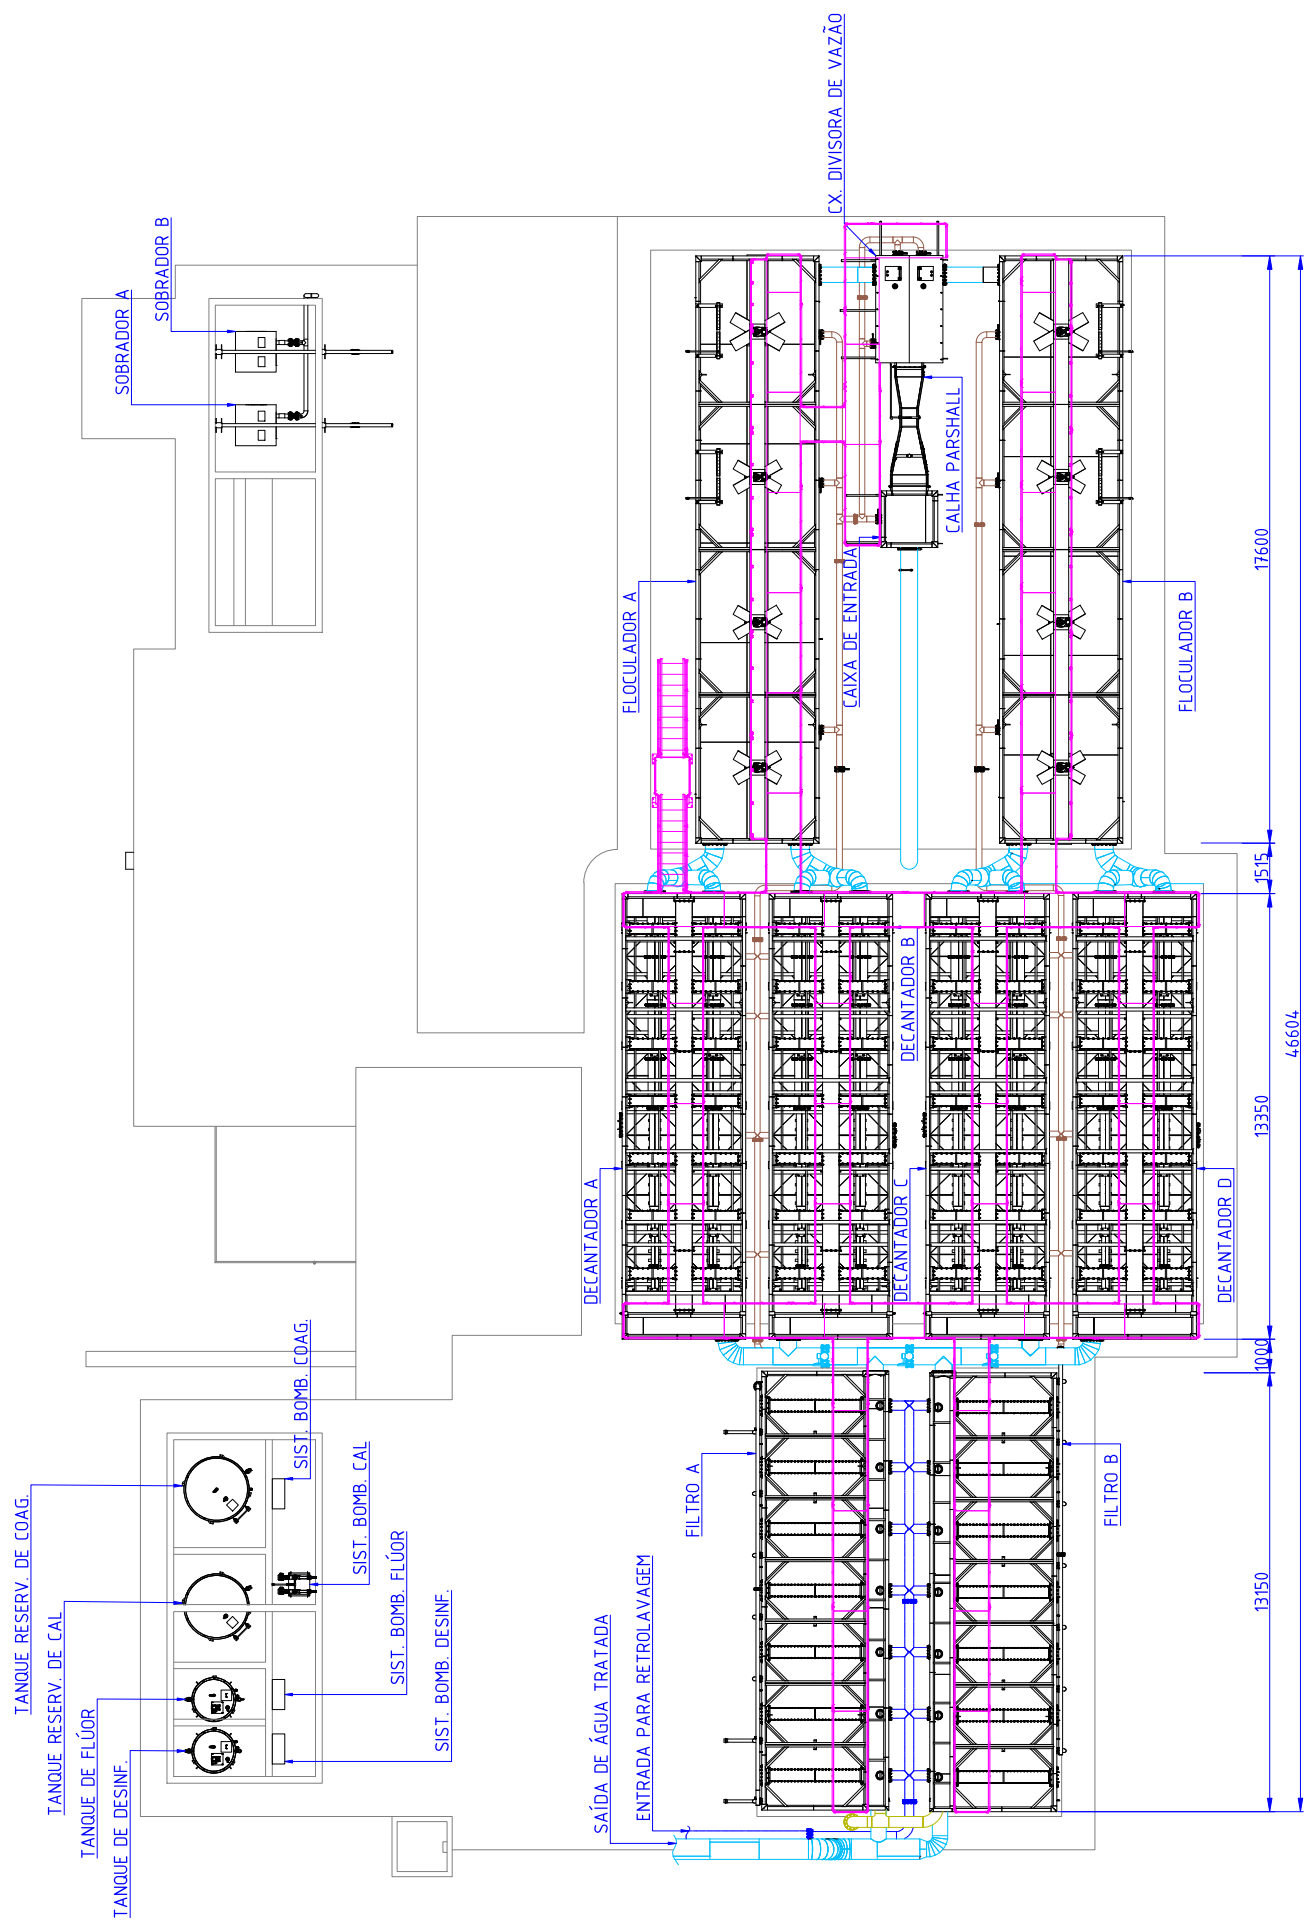 CX. DIVISORA DE VAZÃO
SOBRADOR B
SOBRADOR A
CALHA PARSHALL
CAIXA DE ENTRADA
FLOCULADOR A
FLOCULADOR B
17600
1515
DECANTADOR B
46604
13350
DECANTADOR A
DECANTADOR C
DECANTADOR D
1000
SIST. BOMB. COAG.
SIST. BOMB. CAL
TANQUE RESERV. DE COAG.
FILTRO A
FILTRO B
SIST. BOMB. FLÚOR
ENTRADA PARA RETROLAVAGEM
13150
SIST. BOMB. DESINF.
TANQUE RESERV. DE CAL
SAÍDA DE ÁGUA TRATADA
TANQUE DE FLÚOR
TANQUE DE DESINF.